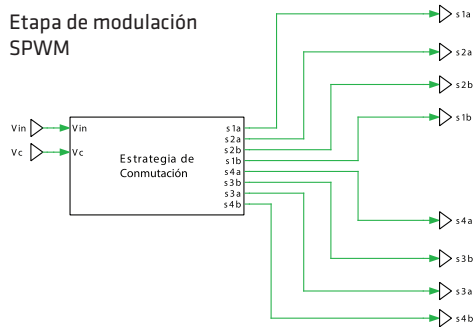 Etapa de modulación
SPWM
Vin
Vc
Vin
Vc
Estrategia de
Conmutación
s1a
s2a
s2b
s1b
s4a
s3b
s3a
s4b
s1a
s2a
s2b
s1b
s4a
s3b
s3a
s4b